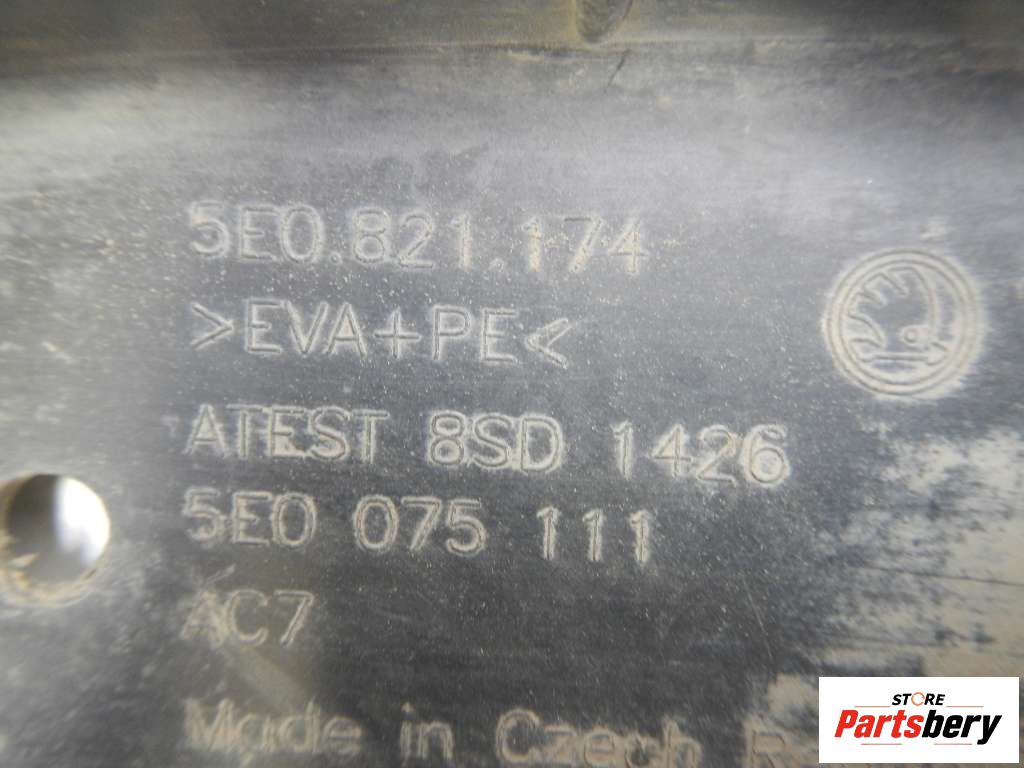 5E0.821.174
>EVA+PE<
ATEST 8SD 1426
5E0 075 111
AC7
Made in Czech
STORE
Partsbery